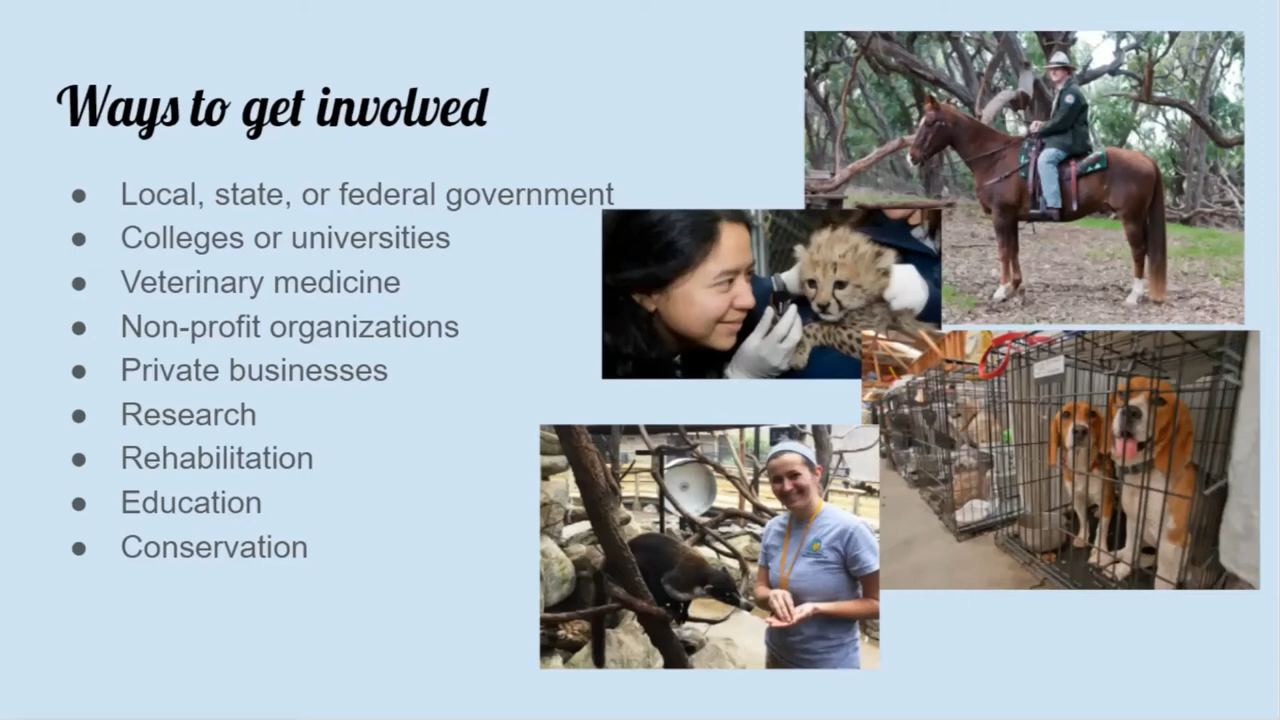 Ways to get involved
● Local, state, or federal government
● Colleges or universities
● Veterinary medicine
● Non-profit organizations
● Private businesses
● Research
● Rehabilitation
● Education
● Conservation